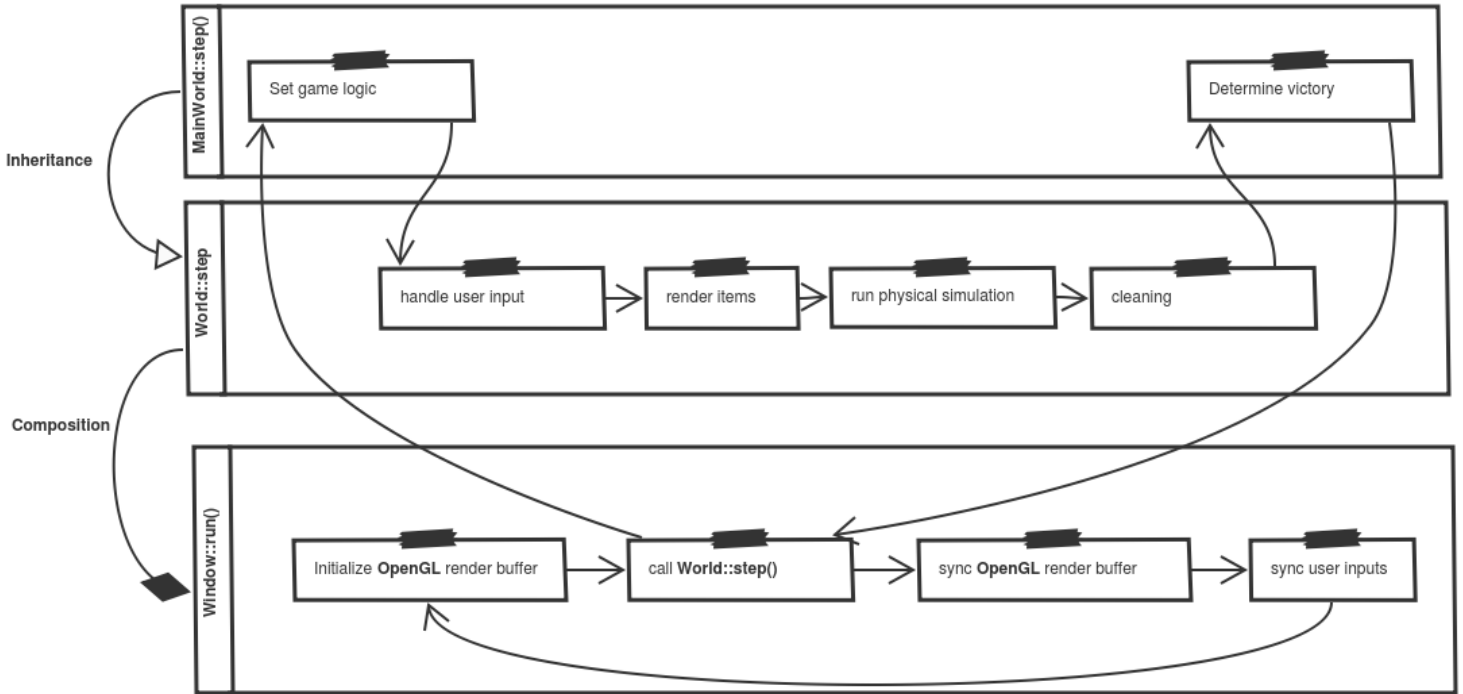 MainWorld::step()
Set game logic
Determine victory
Inheritance
World::step
handle user input
render items
run physical simulation
cleaning
Composition
Window::run()
Initialize OpenGL render buffer
call World::step()
sync OpenGL render buffer
sync user inputs